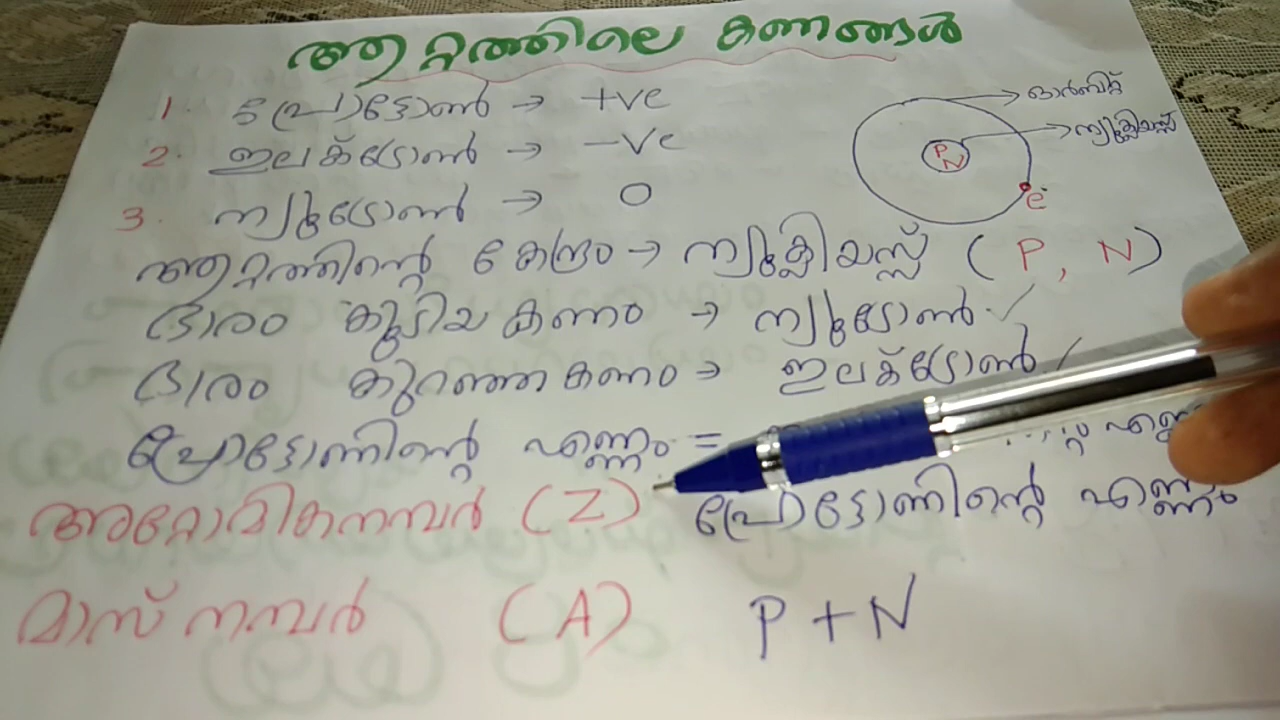 ആറ്റത്തിലെ കണങ്ങൾ
1. പ്രോട്ടോൺ → +ve
2. ഇലക്ട്രോൺ → -ve
3. ന്യൂട്രോൺ → 0
ഓർബിറ്റ്
ന്യൂക്ലിയസ്സ്
P
N
e⁻
ആറ്റത്തിന്റെ കേന്ദ്രം → ന്യൂക്ലിയസ്സ് (P, N)
ഭാരം കൂടിയ കണം → ന്യൂട്രോൺ ✓
ഭാരം കുറഞ്ഞ കണം → ഇലക്ട്രോൺ
പ്രോട്ടോണിന്റെ എണ്ണം =
അറ്റോമിക നമ്പർ (Z) പ്രോട്ടോണിന്റെ എണ്ണം
മാസ് നമ്പർ (A) P + N